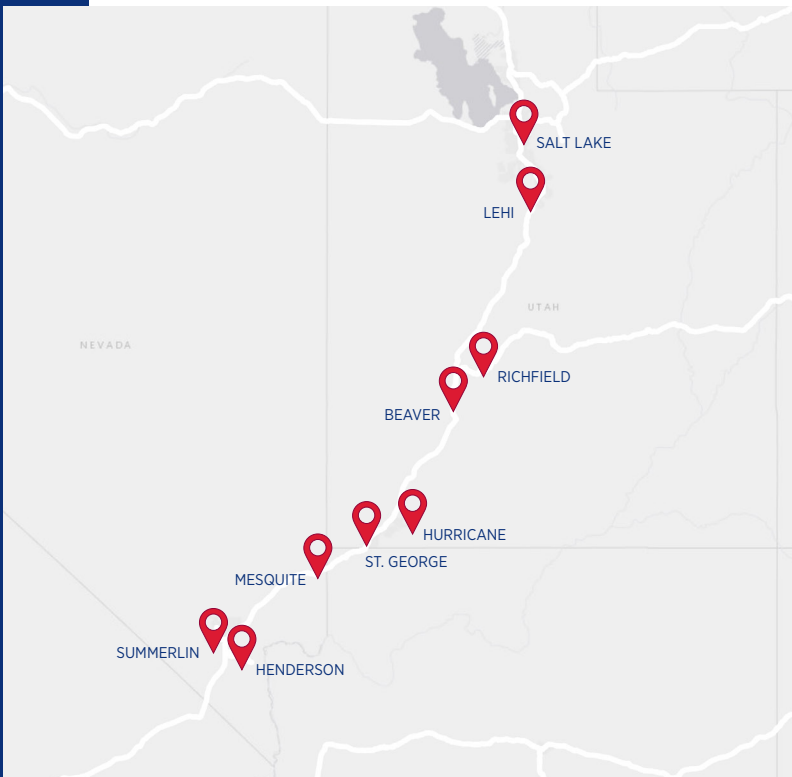 SALT LAKE
LEHI
UTAH
NEVADA
RICHFIELD
BEAVER
HURRICANE
ST. GEORGE
MESQUITE
SUMMERLIN
HENDERSON